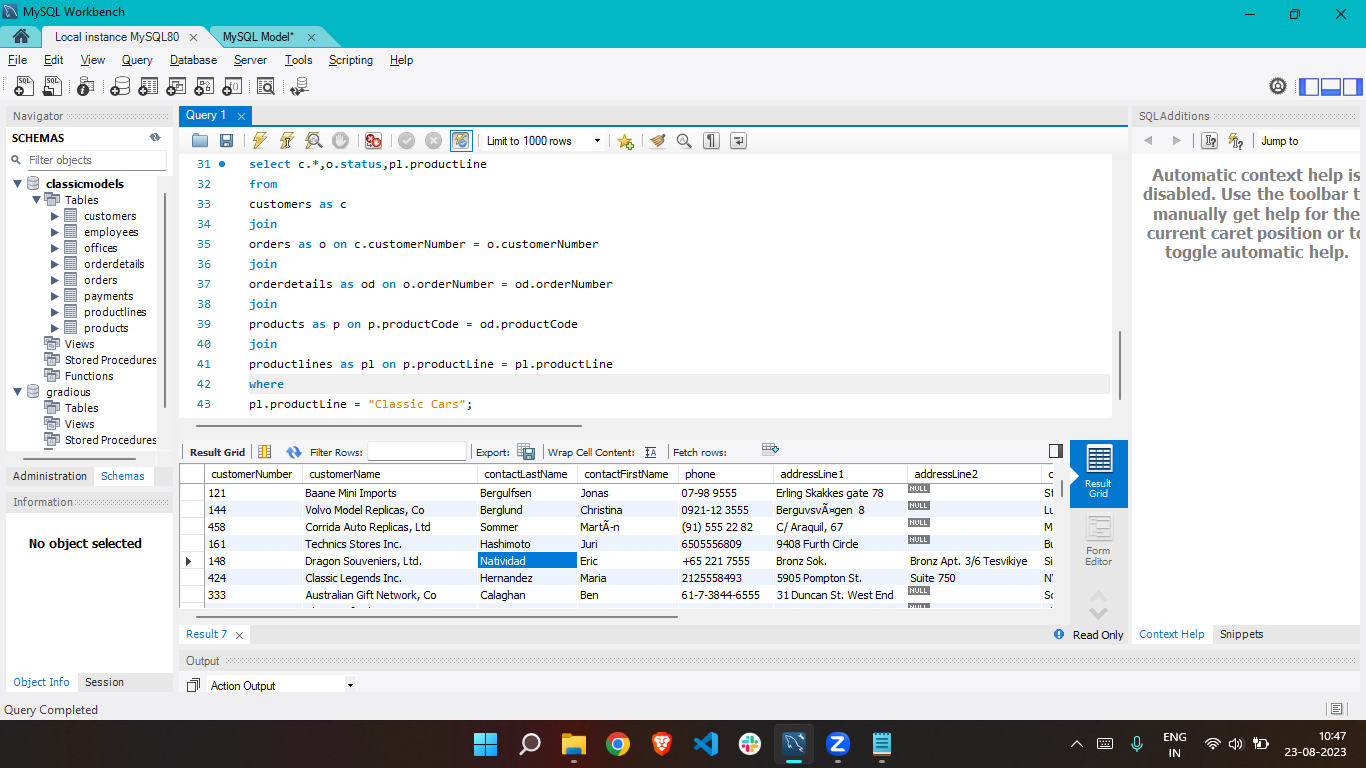 MySQL Workbench
Local instance MySQL80
MySQL Model*
File Edit View Query Database Server Tools Scripting Help
Navigator
SCHEMAS
Filter objects
classicmodels
Tables
customers
employees
offices
orderdetails
orders
payments
productlines
products
Views
Stored Procedures
Functions
gradious
Tables
Views
Stored Procedures
Administration Schemas
Information
No object selected
Object Info Session
Query 1
Limit to 1000 rows
31 select c.*,o.status,pl.productLine
32 from
33 customers as c
34 join
35 orders as o on c.customerNumber = o.customerNumber
36 join
37 orderdetails as od on o.orderNumber = od.orderNumber
38 join
39 products as p on p.productCode = od.productCode
40 join
41 productlines as pl on p.productLine = pl.productLine
42 where
43 pl.productLine = "Classic Cars";
Result Grid Filter Rows: Export: Wrap Cell Content: Fetch rows:
customerNumber customerName contactLastName contactFirstName phone addressLine1 addressLine2 c
121 Baane Mini Imports Bergulfsen Jonas 07-98 9555 Erling Skakkes gate 78 NULL St
144 Volvo Model Replicas, Co Berglund Christina 0921-12 3555 Berguvsvã¤gen 8 NULL Lu
458 Corrida Auto Replicas, Ltd Sommer MartÃ-n (91) 555 22 82 C/ Araquil, 67 NULL M
161 Technics Stores Inc. Hashimoto Juri 6505556809 9408 Furth Circle NULL Bu
148 Dragon Souveniers, Ltd. Natividad Eric +65 221 7555 Bronz Sok. Bronz Apt. 3/6 Tesvikiye Si
424 Classic Legends Inc. Hernandez Maria 2125558493 5905 Pompton St. Suite 750 NY
333 Australian Gift Network, Co Calaghan Ben 61-7-3844-6555 31 Duncan St. West End NULL So
Result Grid
Form Editor
Result 7
Read Only
Output
Action Output
SQLAdditions
Jump to
Automatic context help is
disabled. Use the toolbar t
manually get help for the
current caret position or to
toggle automatic help.
Context Help Snippets
Query Completed
ENG
IN
10:47
23-08-2023